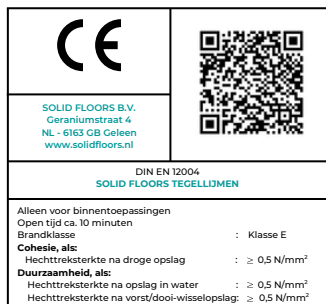 CE
SOLID FLOORS B.V.
Geraniumstraat 4
NL - 6163 GB Geleen
www.solidfloors.nl
DIN EN 12004
SOLID FLOORS TEGELLIJMEN
Alleen voor binnentoepassingen
Open tijd ca. 10 minuten
Brandklasse : Klasse E
Cohesie, als:
Hechttreksterkte na droge opslag : ≥ 0,5 N/mm²
Duurzaamheid, als:
Hechttreksterkte na opslag in water : ≥ 0,5 N/mm²
Hechttreksterkte na vorst/dooi-wisselopslag: ≥ 0,5 N/mm²